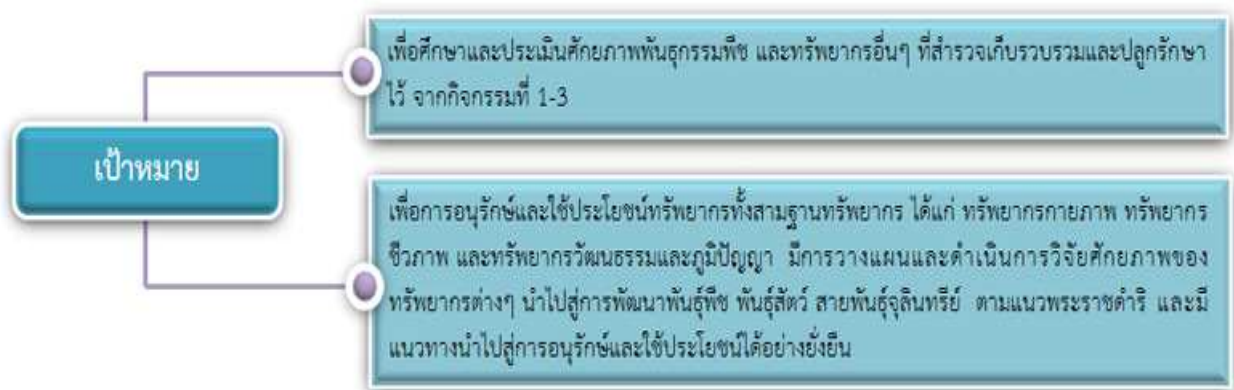 เป้าหมาย
เพื่อศึกษาและประเมินศักยภาพพันธุกรรมพืช และทรัพยากรอื่นๆ ที่สำรวจเก็บรวบรวมและปลูกรักษา
ไว้ จากกิจกรรมที่ 1-3
เพื่อการอนุรักษ์และใช้ประโยชน์ทรัพยากรทั้งสามฐานทรัพยากร ได้แก่ ทรัพยากรกายภาพ ทรัพยากร
ชีวภาพ และทรัพยากรวัฒนธรรมและภูมิปัญญา มีการวางแผนและดำเนินการวิจัยศักยภาพของ
ทรัพยากรต่างๆ นำไปสู่การพัฒนาพันธุ์พืช พันธุ์สัตว์ สายพันธุ์จุลินทรีย์ ตามแนวพระราชดำริ และมี
แนวทางนำไปสู่การอนุรักษ์และใช้ประโยชน์ได้อย่างยั่งยืน